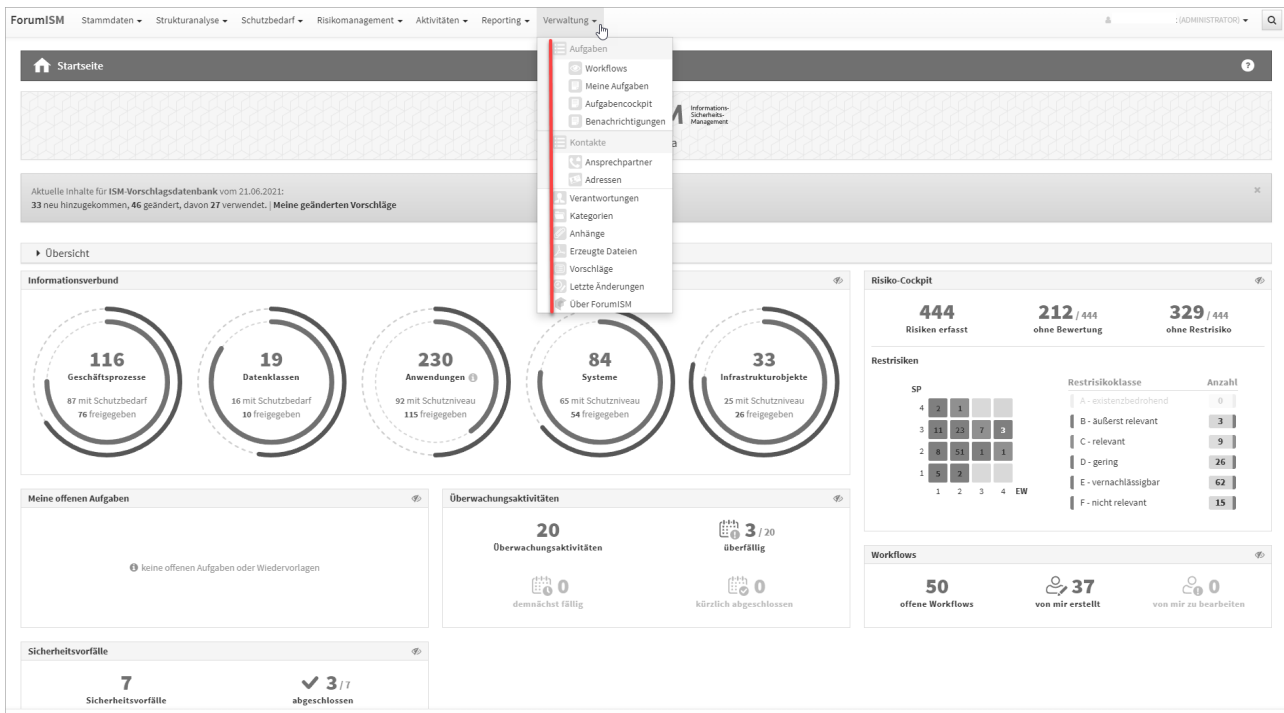 ForumISM Stammdaten Strukturanalyse Schutzbedarf Risikomanagement Aktivitäten Reporting Verwaltung (ADMINISTRATOR)
Startseite
Aufgaben
Workflows
Meine Aufgaben
Aufgabencockpit
Benachrichtigungen
Kontakte
Ansprechpartner
Adressen
Verantwortungen
Kategorien
Anhänge
Erzeugte Dateien
Vorschläge
Letzte Änderungen
Über ForumISM
Informations-
Sicherheits-
Management
Aktuelle Inhalte für ISM-Vorschlagsdatenbank vom 21.06.2021:
33 neu hinzugekommen, 46 geändert, davon 27 verwendet. | Meine geänderten Vorschläge
Übersicht
Informationsverbund
116
Geschäftsprozesse
87 mit Schutzbedarf
76 freigegeben
19
Datenklassen
16 mit Schutzbedarf
10 freigegeben
230
Anwendungen
92 mit Schutzniveau
115 freigegeben
84
Systeme
65 mit Schutzniveau
54 freigegeben
33
Infrastrukturobjekte
25 mit Schutzniveau
26 freigegeben
Risiko-Cockpit
444
Risiken erfasst
212 / 444
ohne Bewertung
329 / 444
ohne Restrisiko
Restrisiken
SP
4 2 1
3 11 23 7 3
2 8 51 1 1
1 5 2
1 2 3 4 EW
Restrisikoklasse Anzahl
A - existenzbedrohend 0
B - äußerst relevant 3
C - relevant 9
D - gering 26
E - vernachlässigbar 62
F - nicht relevant 15
Meine offenen Aufgaben
keine offenen Aufgaben oder Wiedervorlagen
Überwachungsaktivitäten
20
Überwachungsaktivitäten
3 / 20
überfällig
0
demnächst fällig
0
kürzlich abgeschlossen
Workflows
50
offene Workflows
37
von mir erstellt
0
von mir zu bearbeiten
Sicherheitsvorfälle
7
Sicherheitsvorfälle
3 / 7
abgeschlossen